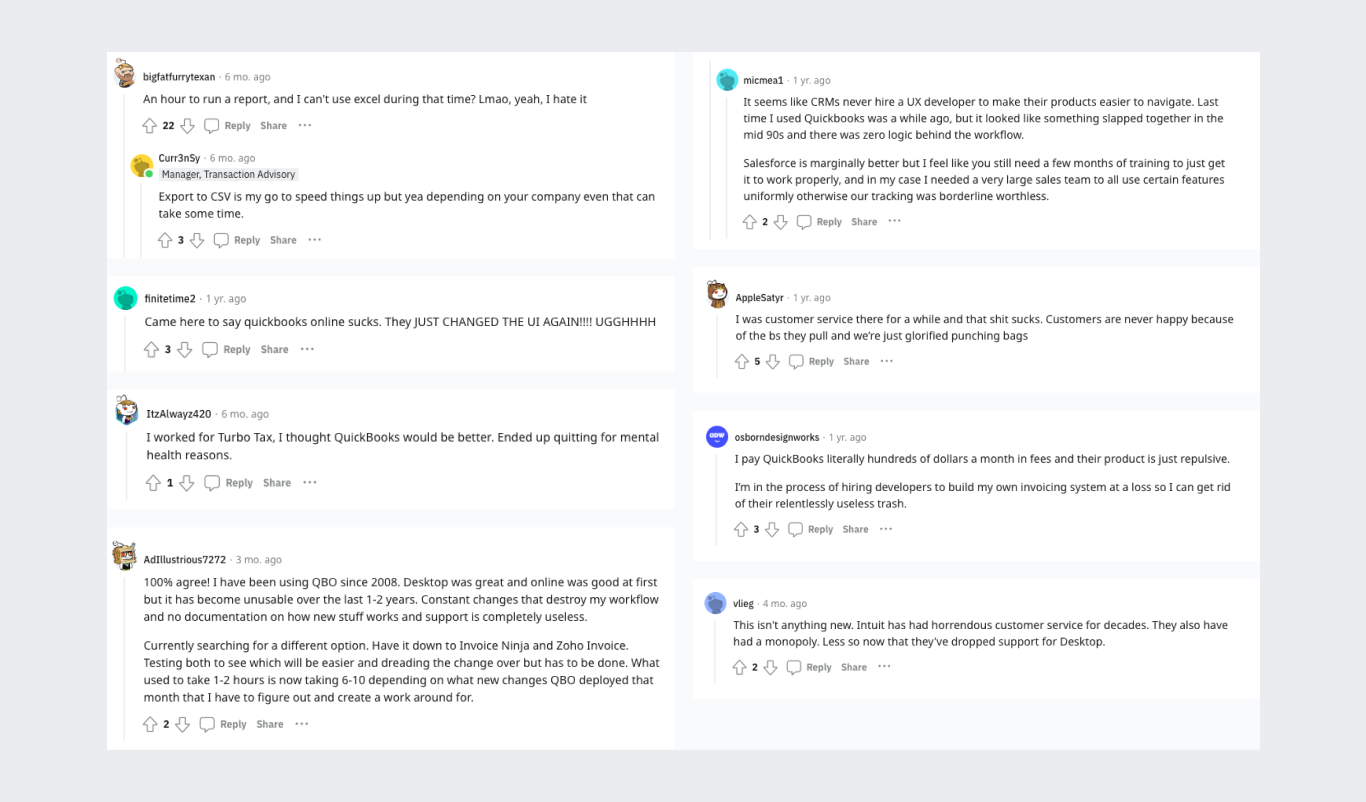 bigfatfurrytexan · 6 mo. ago
An hour to run a report, and I can't use excel during that time? Lmao, yeah, I hate it
22 Reply Share ···
Curr3nSy · 6 mo. ago
Manager, Transaction Advisory
Export to CSV is my go to speed things up but yea depending on your company even that can
take some time.
3 Reply Share ···
finitetime2 · 1 yr. ago
Came here to say quickbooks online sucks. They JUST CHANGED THE UI AGAIN!!!! UGGHHHH
3 Reply Share ···
ItzAlwayz420 · 6 mo. ago
I worked for Turbo Tax, I thought QuickBooks would be better. Ended up quitting for mental
health reasons.
1 Reply Share ···
AdIllustrious7272 · 3 mo. ago
100% agree! I have been using QBO since 2008. Desktop was great and online was good at first
but it has become unusable over the last 1-2 years. Constant changes that destroy my workflow
and no documentation on how new stuff works and support is completely useless.
Currently searching for a different option. Have it down to Invoice Ninja and Zoho Invoice.
Testing both to see which will be easier and dreading the change over but has to be done. What
used to take 1-2 hours is now taking 6-10 depending on what new changes QBO deployed that
month that I have to figure out and create a work around for.
2 Reply Share ···
micmea1 · 1 yr. ago
It seems like CRMs never hire a UX developer to make their products easier to navigate. Last
time I used Quickbooks was a while ago, but it looked like something slapped together in the
mid 90s and there was zero logic behind the workflow.
Salesforce is marginally better but I feel like you still need a few months of training to just get
it to work properly, and in my case I needed a very large sales team to all use certain features
uniformly otherwise our tracking was borderline worthless.
2 Reply Share ···
AppleSatyr · 1 yr. ago
I was customer service there for a while and that shit sucks. Customers are never happy because
of the bs they pull and we're just glorified punching bags
5 Reply Share ···
ODW
osborndesignworks · 1 yr. ago
I pay QuickBooks literally hundreds of dollars a month in fees and their product is just repulsive.
I'm in the process of hiring developers to build my own invoicing system at a loss so I can get rid
of their relentlessly useless trash.
3 Reply Share ···
vlieg · 4 mo. ago
This isn't anything new. Intuit has had horrendous customer service for decades. They also have
had a monopoly. Less so now that they've dropped support for Desktop.
2 Reply Share ···